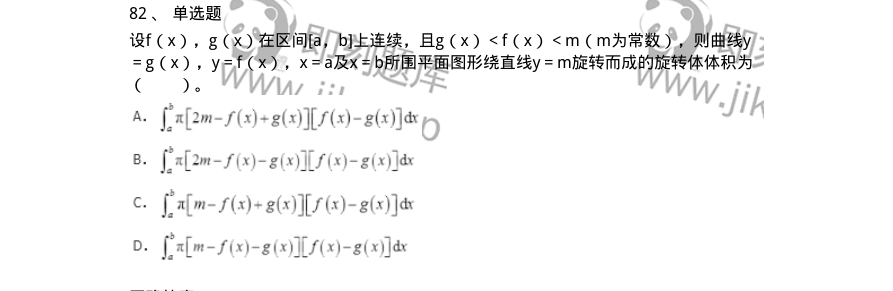 82 、 单选题
设f ( x ) , g ( x ) 在区间[a, b]上连续, 且g ( x ) < f ( x ) < m ( m为常数 ) , 则曲线y
= g ( x ) , y = f ( x ) , x = a及x = b所围平面图形绕直线y = m旋转而成的旋转体体积为
( )。
A. ∫_a^b π[2m−f(x)+g(x)][f(x)−g(x)]dx
B. ∫_a^b π[2m−f(x)−g(x)][f(x)−g(x)]dx
C. ∫_a^b π[m−f(x)+g(x)][f(x)−g(x)]dx
D. ∫_a^b π[m−f(x)−g(x)][f(x)−g(x)]dx